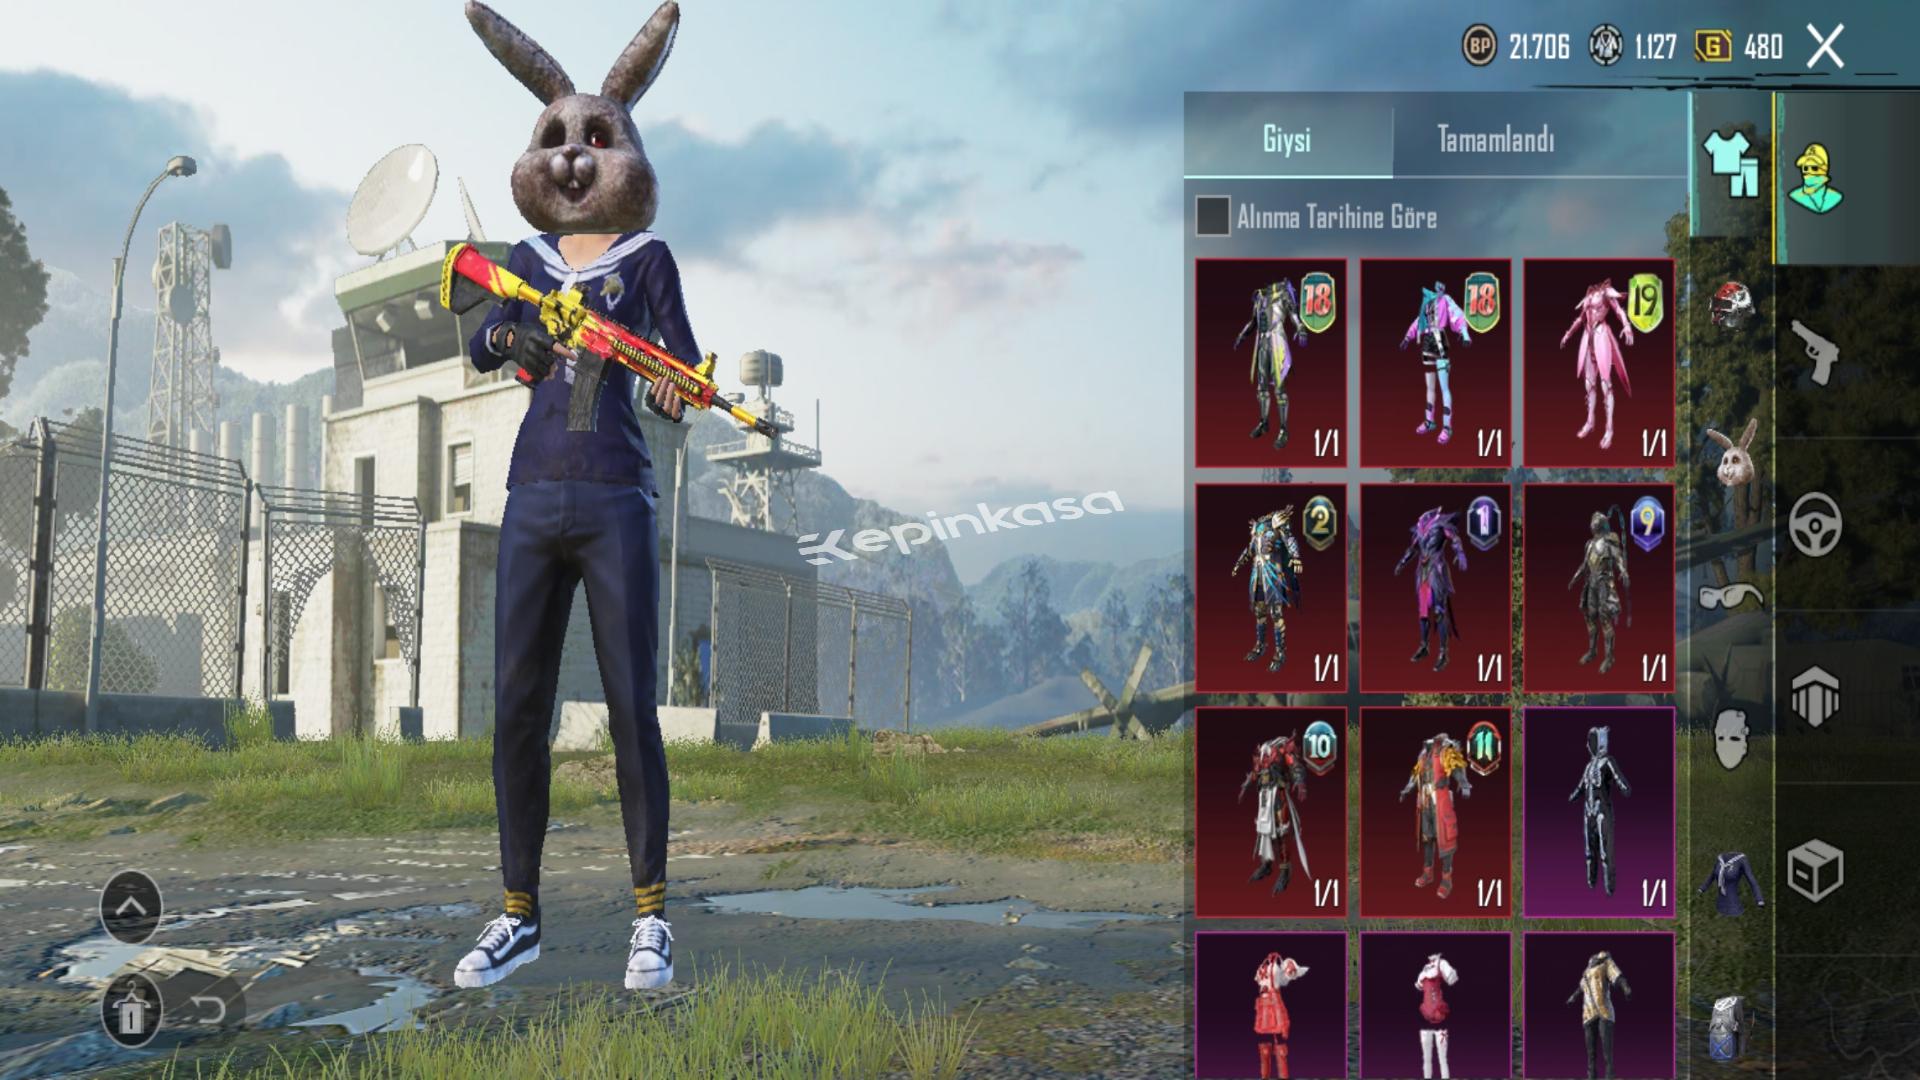 BP 21.706 1.127 G 480
Giysi Tamamlandı
Alınma Tarihine Göre
18 18 19
1/1 1/1 1/1
Kepinkasa
2 1 9
1/1 1/1 1/1
10 11
1/1 1/1 1/1